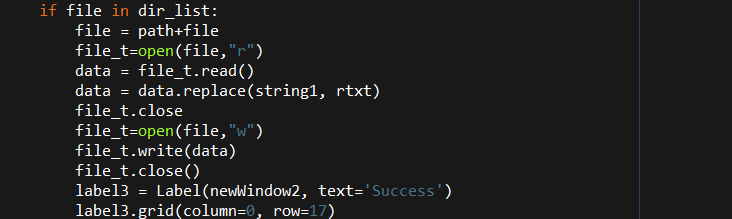 if file in dir_list:
file = path+file
file_t=open(file,"r")
data = file_t.read()
data = data.replace(string1, rtxt)
file_t.close
file_t=open(file,"w")
file_t.write(data)
file_t.close()
label3 = Label(newWindow2, text='Success')
label3.grid(column=0, row=17)